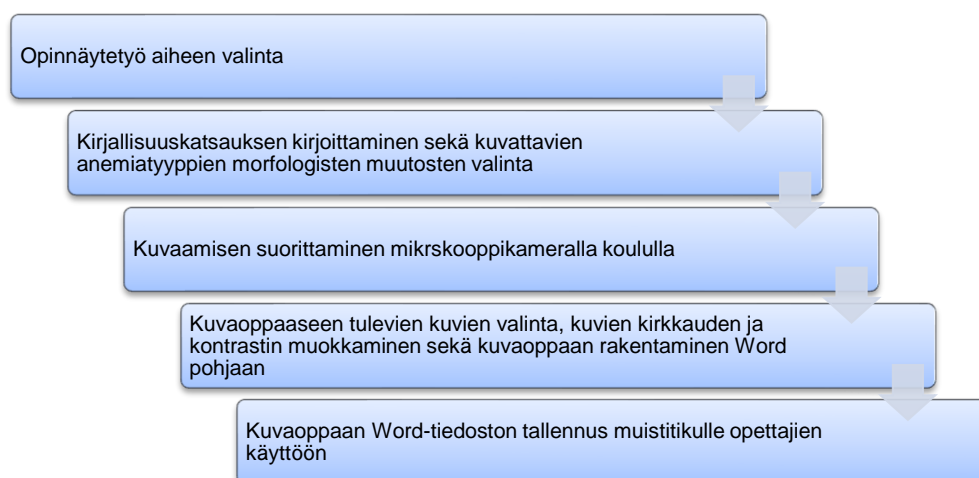 Opinnäytetyö aiheen valinta
Kirjallisuuskatsauksen kirjoittaminen sekä kuvattavien
anemiatyyppien morfologisten muutosten valinta
Kuvaamisen suorittaminen mikrskooppikameralla koululla
Kuvaoppaaseen tulevien kuvien valinta, kuvien kirkkauden ja
kontrastin muokkaminen sekä kuvaoppaan rakentaminen Word
pohjaan
Kuvaoppaan Word-tiedoston tallennus muistitikulle opettajien
käyttöön